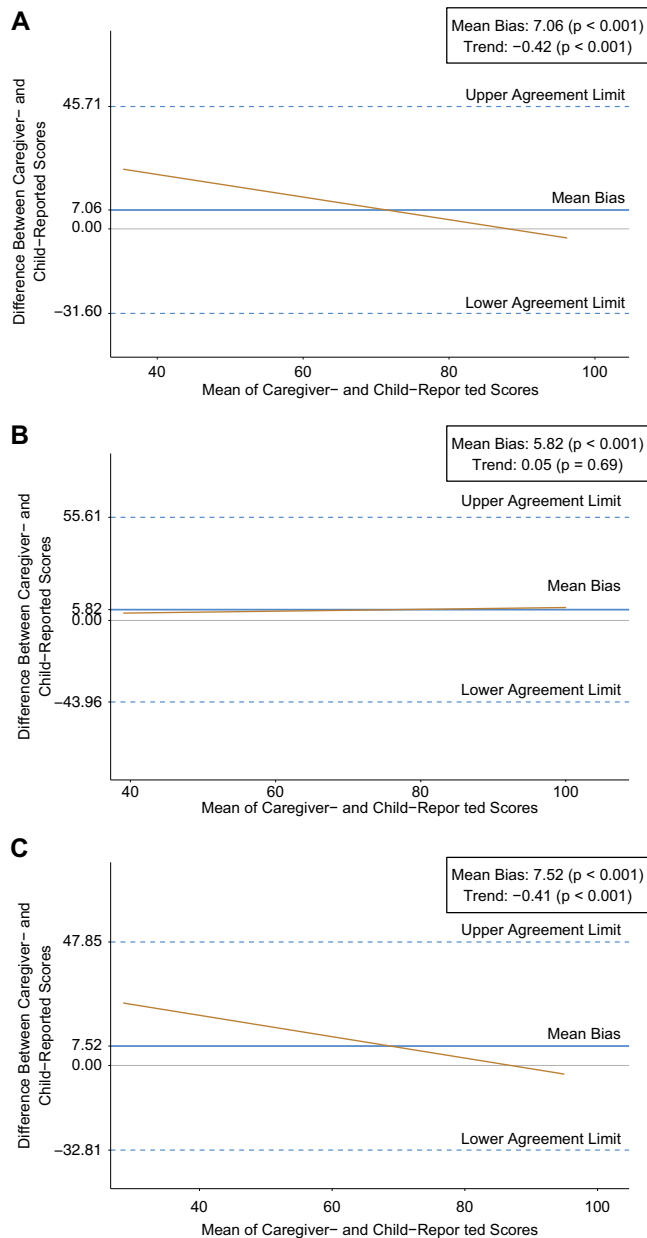 A
Mean Bias: 7.06 (p < 0.001)
Trend: −0.42 (p < 0.001)
Difference Between Caregiver− and
Child−Reported Scores
45.71
7.06
0.00
−31.60
Upper Agreement Limit
Mean Bias
Lower Agreement Limit
40 60 80 100
Mean of Caregiver− and Child−Repor ted Scores
B
Mean Bias: 5.82 (p < 0.001)
Trend: 0.05 (p = 0.69)
Difference Between Caregiver− and
Child−Reported Scores
55.61
5.82
0.00
−43.96
Upper Agreement Limit
Mean Bias
Lower Agreement Limit
40 60 80 100
Mean of Caregiver− and Child−Repor ted Scores
C
Mean Bias: 7.52 (p < 0.001)
Trend: −0.41 (p < 0.001)
Difference Between Caregiver− and
Child−Reported Scores
47.85
7.52
0.00
−32.81
Upper Agreement Limit
Mean Bias
Lower Agreement Limit
40 60 80 100
Mean of Caregiver− and Child−Repor ted Scores